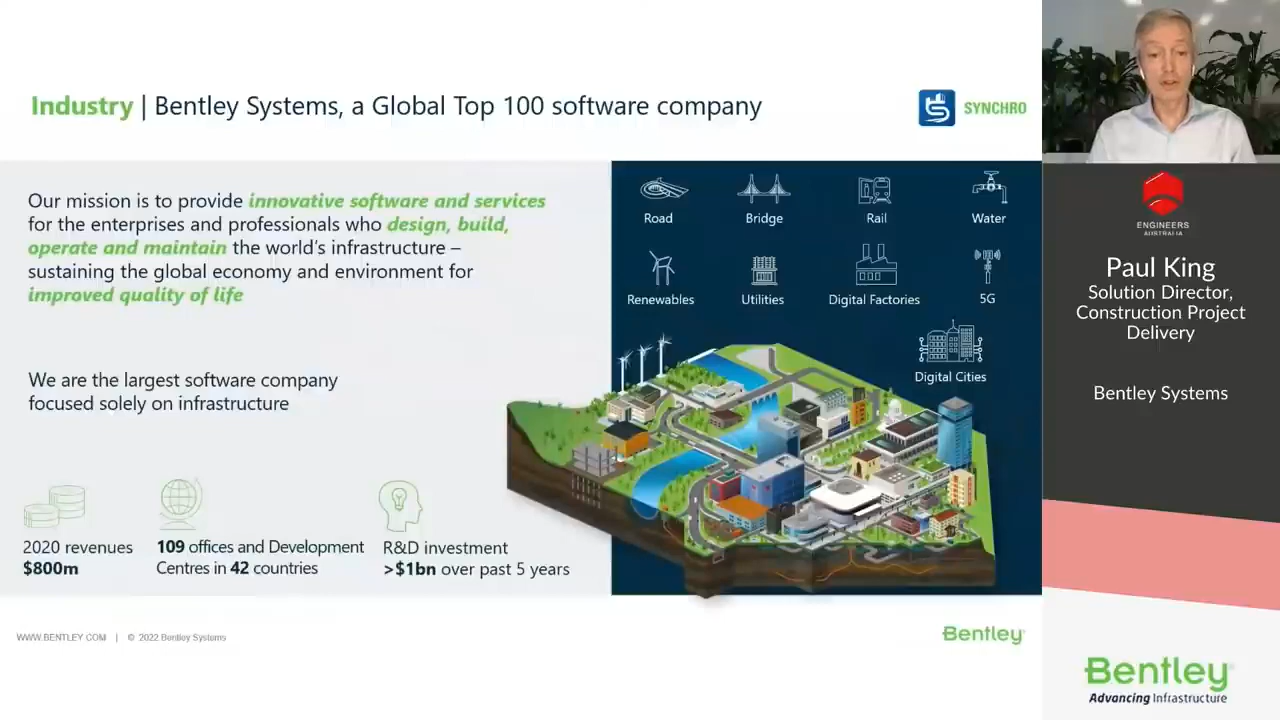 Industry | Bentley Systems, a Global Top 100 software company
SYNCHRO
Our mission is to provide innovative software and services
for the enterprises and professionals who design, build,
operate and maintain the world's infrastructure –
sustaining the global economy and environment for
improved quality of life
We are the largest software company
focused solely on infrastructure
2020 revenues
$800m
109 offices and Development
Centres in 42 countries
R&D investment
>$1bn over past 5 years
Road
Bridge
Rail
Water
Renewables
Utilities
Digital Factories
5G
Digital Cities
WWW.BENTLEY.COM | © 2022 Bentley Systems
Bentley
ENGINEERS
AUSTRALIA
Paul King
Solution Director,
Construction Project
Delivery
Bentley Systems
Bentley
Advancing Infrastructure